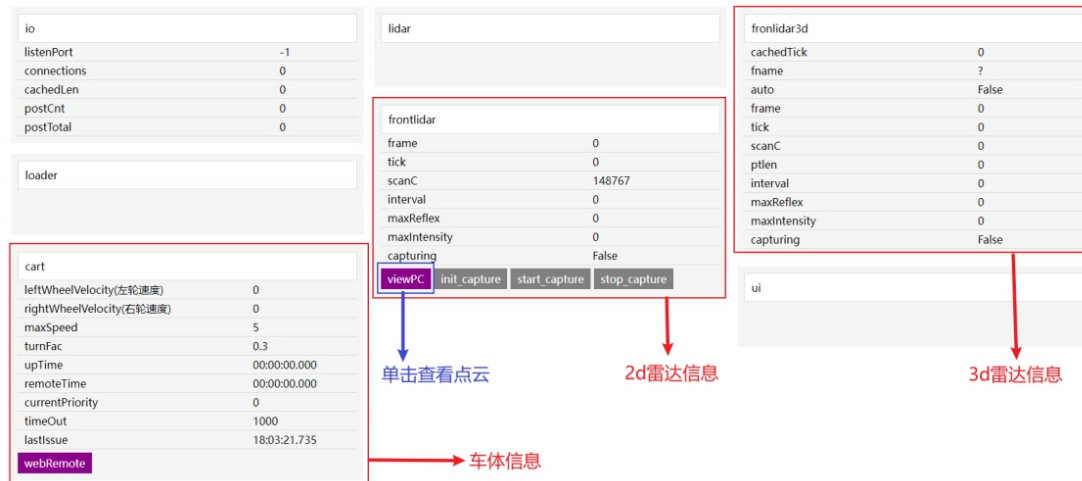 io
listenPort -1
connections 0
cachedLen 0
postCnt 0
postTotal 0
loader
cart
leftWheelVelocity(左轮速度) 0
rightWheelVelocity(右轮速度) 0
maxSpeed 5
turnFac 0.3
upTime 00:00:00.000
remoteTime 00:00:00.000
currentPriority 0
timeOut 1000
lastIssue 18:03:21.735
webRemote
车体信息
lidar
frontlidar
frame 0
tick 0
scanC 148767
interval 0
maxReflex 0
maxIntensity 0
capturing False
viewPC init_capture start_capture stop_capture
单击查看点云
2d雷达信息
fronlidar3d
cachedTick 0
fname ?
auto False
frame 0
tick 0
scanC 0
ptlen 0
interval 0
maxReflex 0
maxIntensity 0
capturing False
ui
3d雷达信息